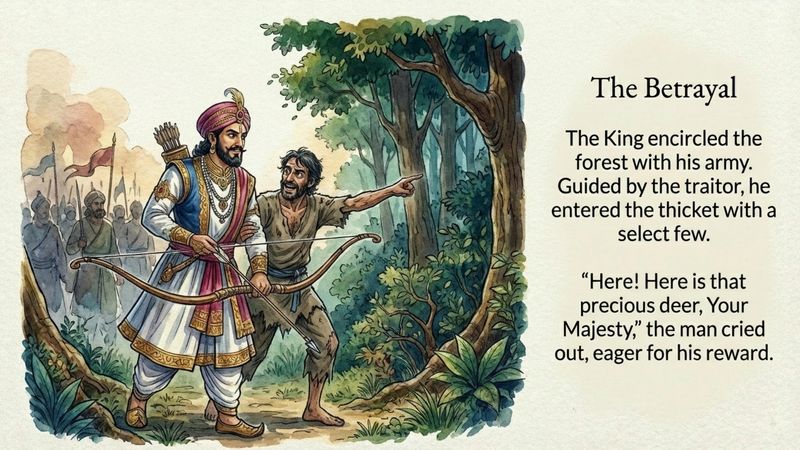 The Betrayal
The King encircled the
forest with his army.
Guided by the traitor, he
entered the thicket with a
select few.
“Here! Here is that
precious deer, Your
Majesty,” the man cried
out, eager for his reward.